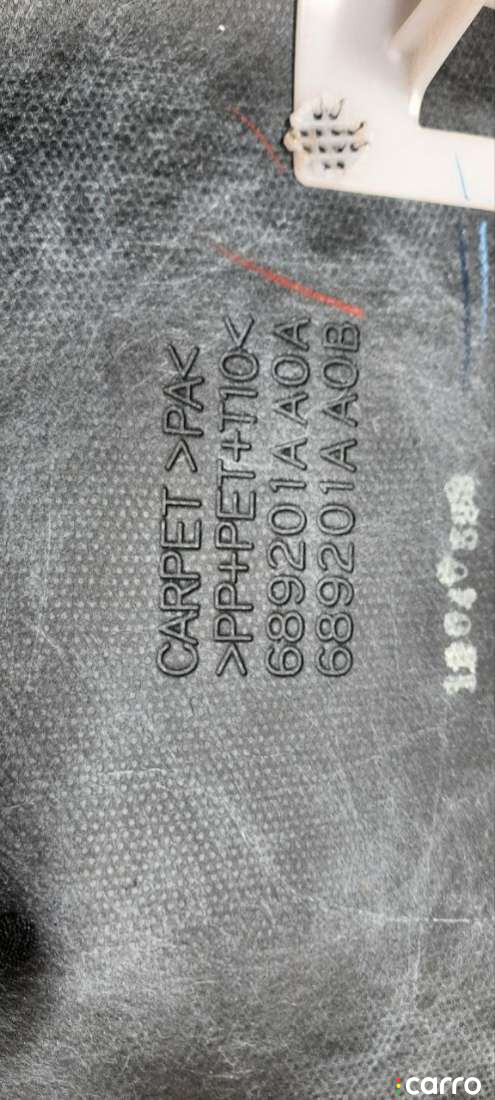 CARPET >PA<
>PP+PET+T10<
689201A A0A
689201A A0B
carro